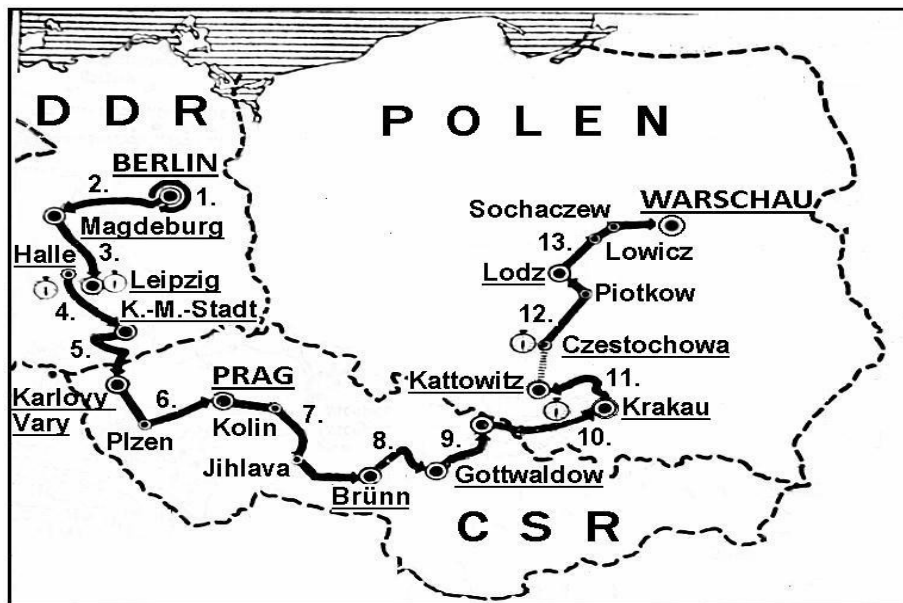 D D R
P O L E N
BERLIN
2.
1.
Magdeburg
WARSCHAU
Sochaczew
13.
Lowicz
3.
Halle
Leipzig
Lodz
Piotkow
4.
K.-M.-Stadt
12.
5.
Czestochowa
PRAG
Kattowitz
11.
Karlovy
Vary
6.
Krakau
Plzen
Kolin
7.
8.
9.
10.
Jihlava
Gottwaldow
Brünn
C S R